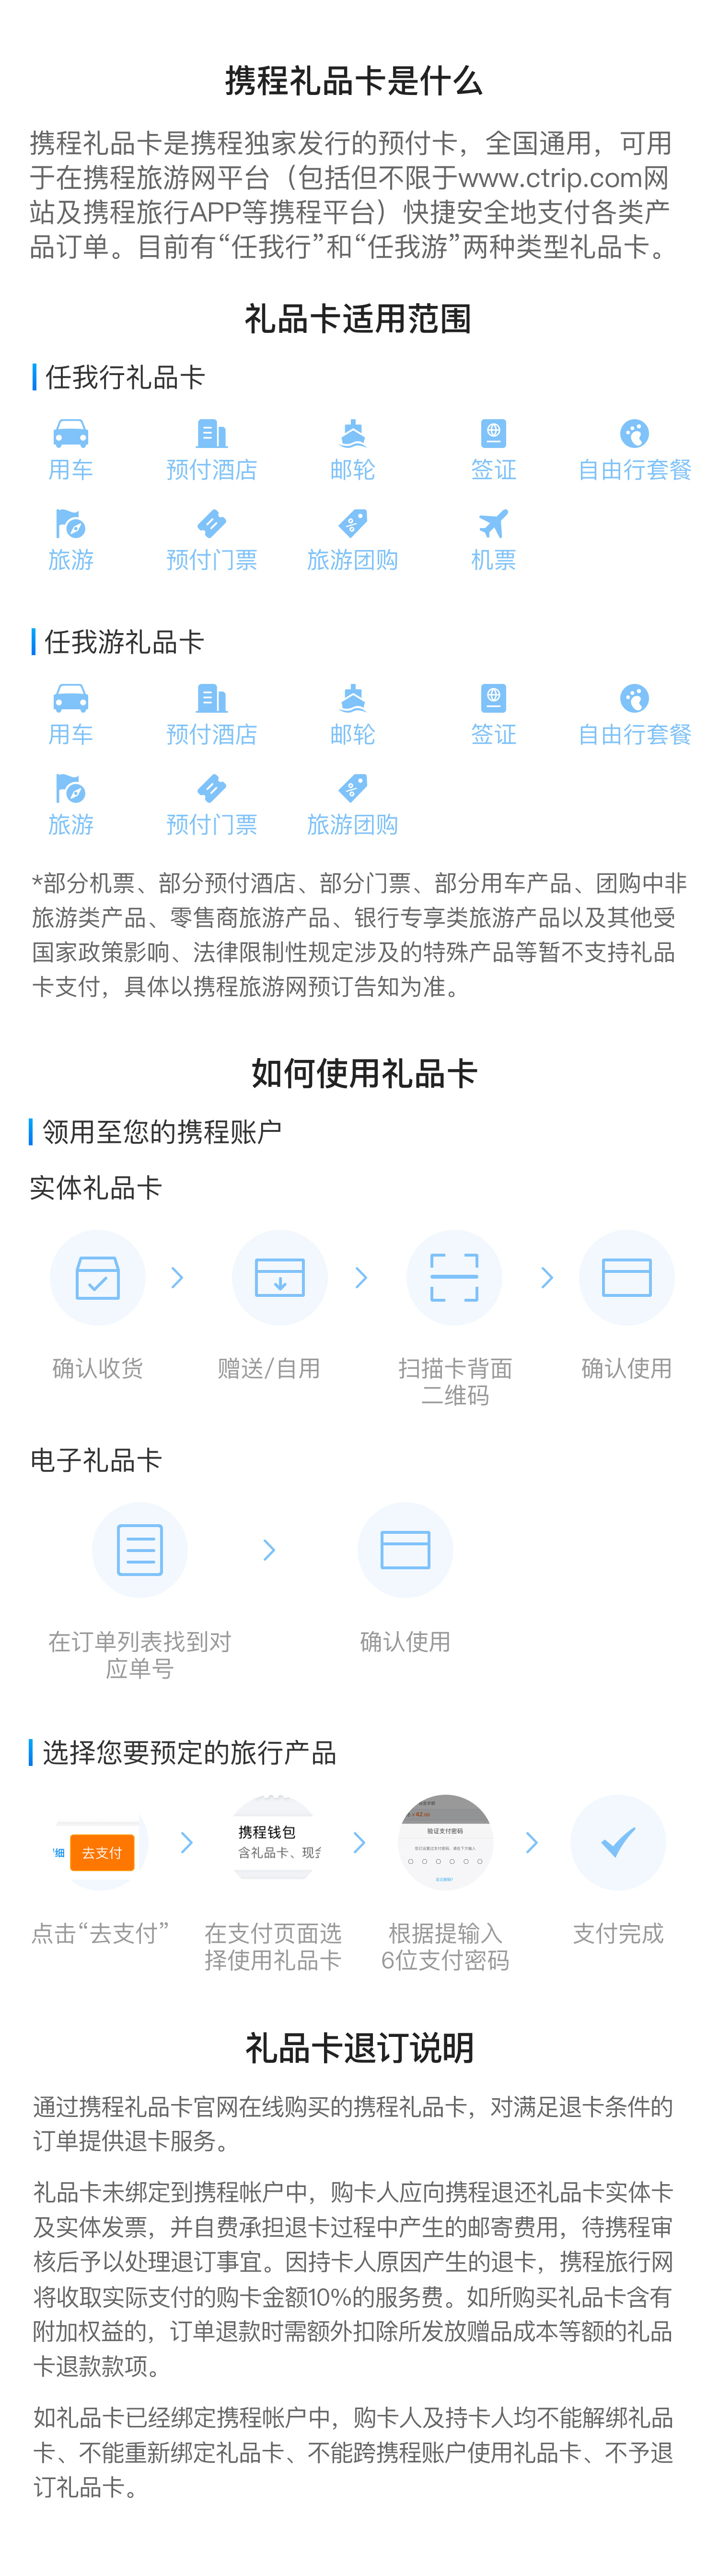 携程礼品卡是什么
携程礼品卡是携程独家发行的预付卡，全国通用，可用
于在携程旅游网平台（包括但不限于www.ctrip.com网
站及携程旅行APP等携程平台）快捷安全地支付各类产
品订单。目前有“任我行”和“任我游”两种类型礼品卡。
礼品卡适用范围
任我行礼品卡
用车 预付酒店 邮轮 签证 自由行套餐
旅游 预付门票 旅游团购 机票
任我游礼品卡
用车 预付酒店 邮轮 签证 自由行套餐
旅游 预付门票 旅游团购
*部分机票、部分预付酒店、部分门票、部分用车产品、团购中非
旅游类产品、零售商旅游产品、银行专享类旅游产品以及其他受
国家政策影响、法律限制性规定涉及的特殊产品等暂不支持礼品
卡支付，具体以携程旅游网预订告知为准。
如何使用礼品卡
领用至您的携程账户
实体礼品卡
确认收货 赠送/自用 扫描卡背面 确认使用
二维码
电子礼品卡
在订单列表找到对 确认使用
应单号
选择您要预定的旅行产品
细 去支付
携程钱包
含礼品卡、现
42
验证支付密码
点击“去支付” 在支付页面选 根据提输入 支付完成
择使用礼品卡 6位支付密码
礼品卡退订说明
通过携程礼品卡官网在线购买的携程礼品卡，对满足退卡条件的
订单提供退卡服务。
礼品卡未绑定到携程帐户中，购卡人应向携程退还礼品卡实体卡
及实体发票，并自费承担退卡过程中产生的邮寄费用，待携程审
核后予以处理退订事宜。因持卡人原因产生的退卡，携程旅行网
将收取实际支付的购卡金额10%的服务费。如所购买礼品卡含有
附加权益的，订单退款时需额外扣除所发放赠品成本等额的礼品
卡退款款项。
如礼品卡已经绑定携程帐户中，购卡人及持卡人均不能解绑礼品
卡、不能重新绑定礼品卡、不能跨携程账户使用礼品卡、不予退
订礼品卡。